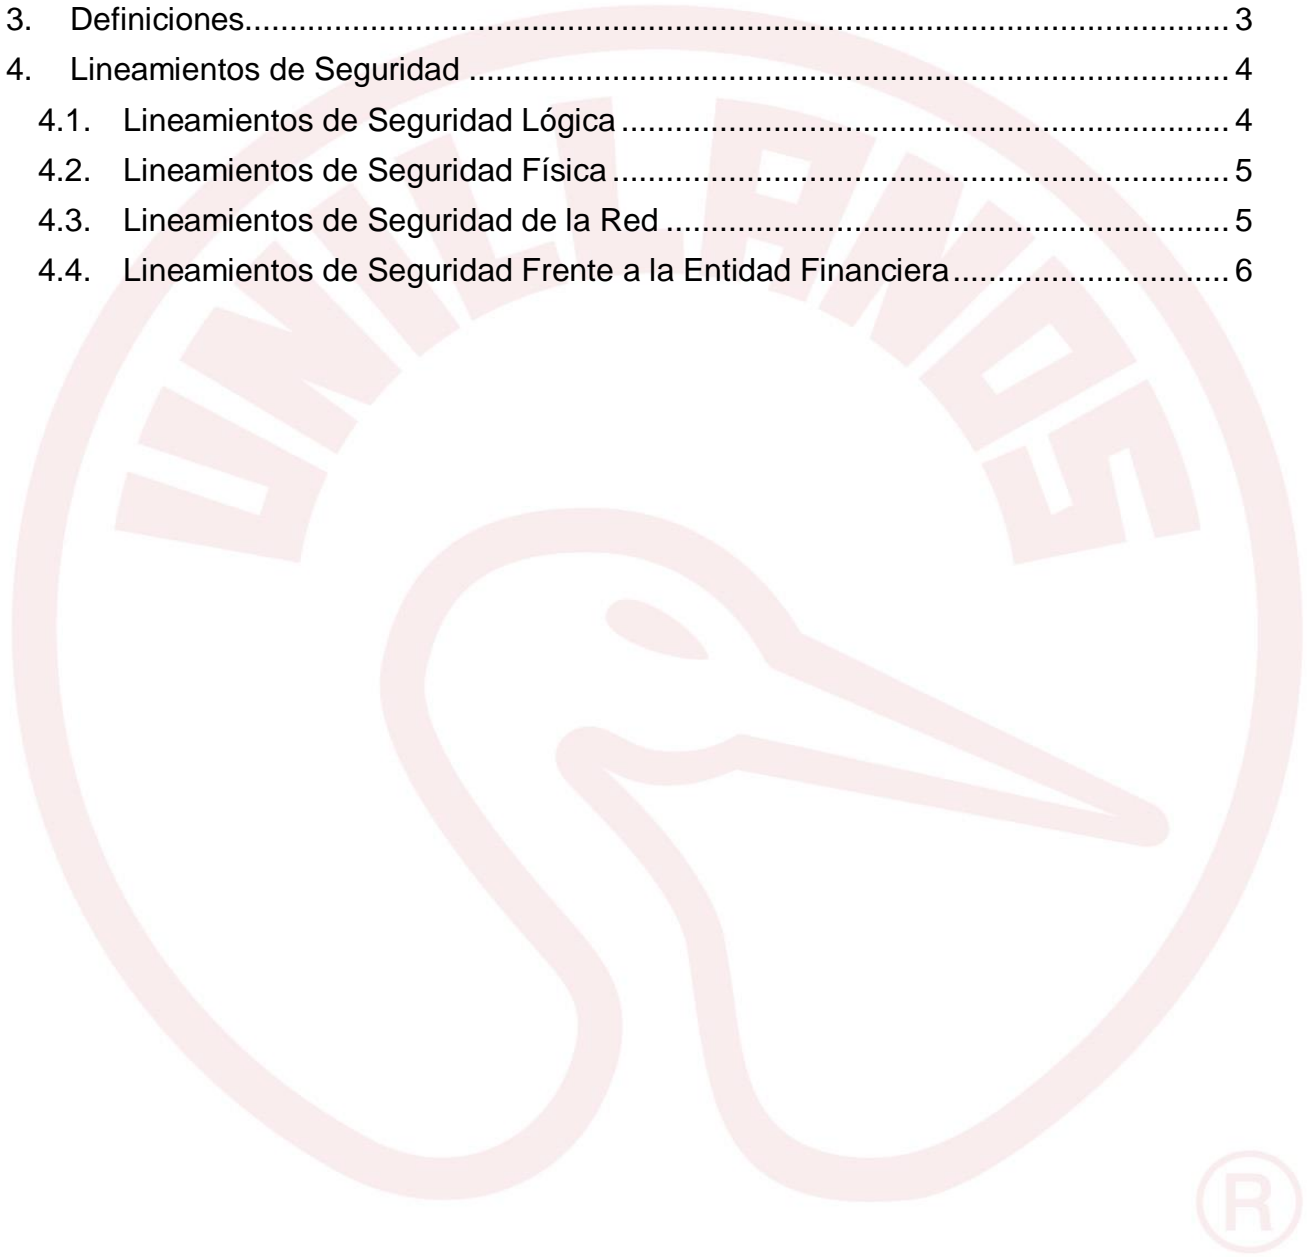 3. Definiciones........................................................................................................ 3
4. Lineamientos de Seguridad ................................................................................ 4
4.1. Lineamientos de Seguridad Lógica ................................................................ 4
4.2. Lineamientos de Seguridad Física ................................................................. 5
4.3. Lineamientos de Seguridad de la Red ........................................................... 5
4.4. Lineamientos de Seguridad Frente a la Entidad Financiera........................... 6
UNILLANOS
®